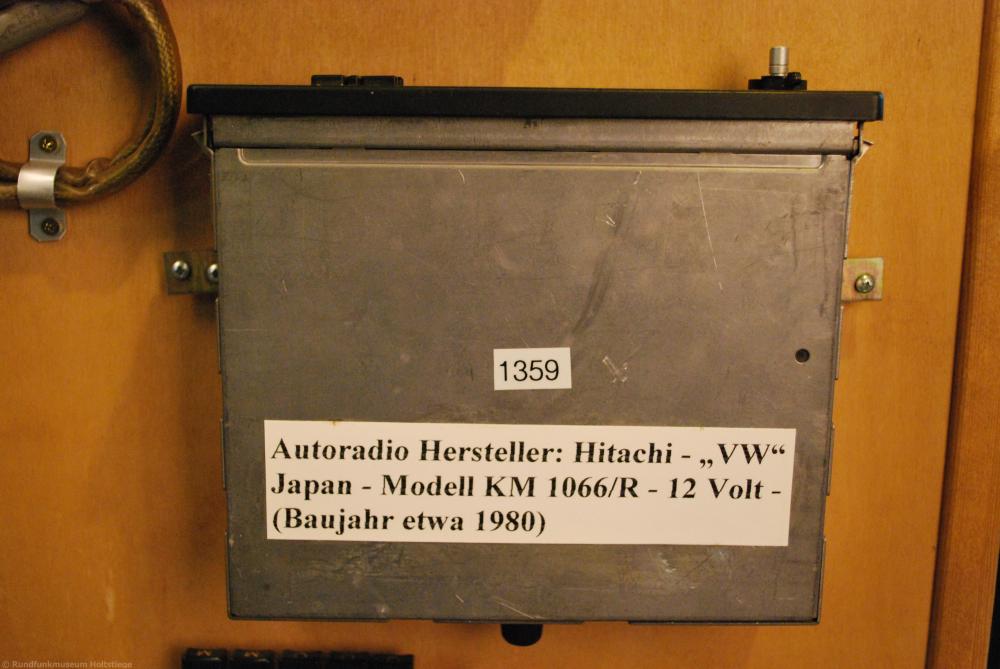 1359
Autoradio Hersteller: Hitachi - „VW“
Japan - Modell KM 1066/R - 12 Volt -
(Baujahr etwa 1980)
© Rundfunkmuseum Holtstiege